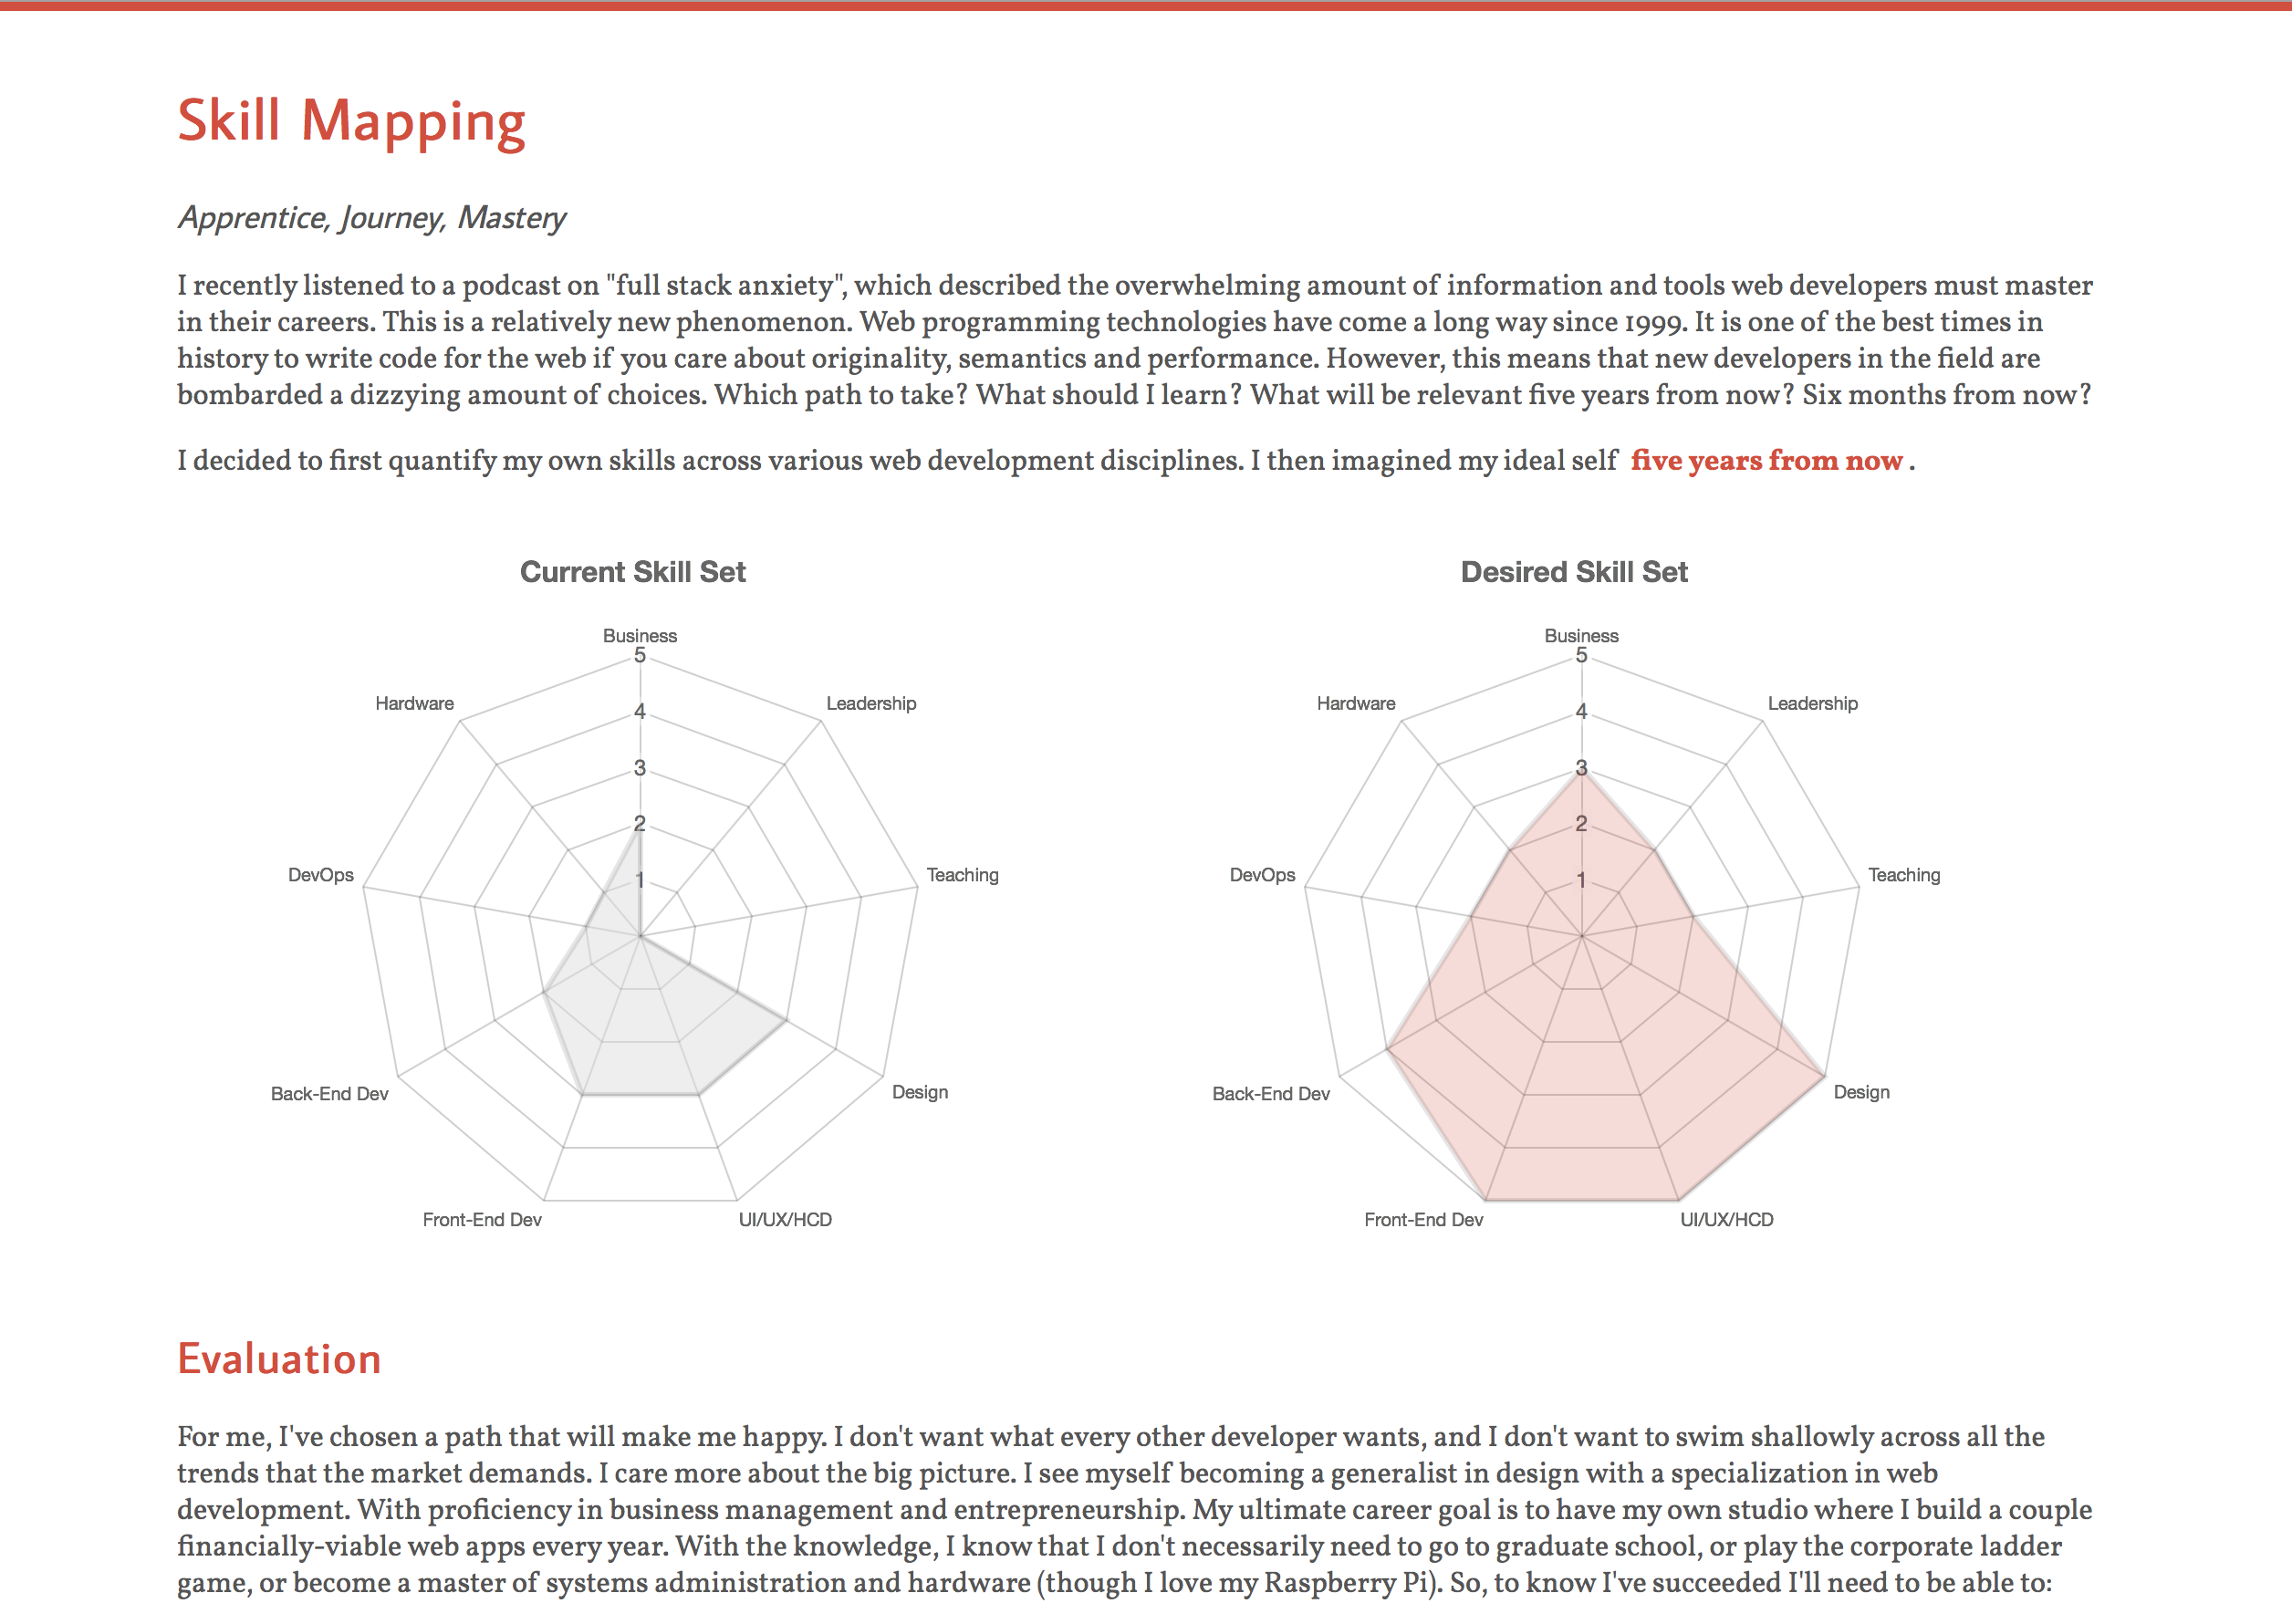 Skill Mapping
Apprentice, Journey, Mastery
I recently listened to a podcast on "full stack anxiety", which described the overwhelming amount of information and tools web developers must master
in their careers. This is a relatively new phenomenon. Web programming technologies have come a long way since 1999. It is one of the best times in
history to write code for the web if you care about originality, semantics and performance. However, this means that new developers in the field are
bombarded a dizzying amount of choices. Which path to take? What should I learn? What will be relevant five years from now? Six months from now?
I decided to first quantify my own skills across various web development disciplines. I then imagined my ideal self five years from now .
Current Skill Set
Business
5
4
3
2
1
Leadership
Teaching
Design
UI/UX/HCD
Front-End Dev
Back-End Dev
DevOps
Hardware
Desired Skill Set
Business
5
4
3
2
1
Leadership
Teaching
Design
UI/UX/HCD
Front-End Dev
Back-End Dev
DevOps
Hardware
Evaluation
For me, I've chosen a path that will make me happy. I don't want what every other developer wants, and I don't want to swim shallowly across all the
trends that the market demands. I care more about the big picture. I see myself becoming a generalist in design with a specialization in web
development. With proficiency in business management and entrepreneurship. My ultimate career goal is to have my own studio where I build a couple
financially-viable web apps every year. With the knowledge, I know that I don't necessarily need to go to graduate school, or play the corporate ladder
game, or become a master of systems administration and hardware (though I love my Raspberry Pi). So, to know I've succeeded I'll need to be able to: